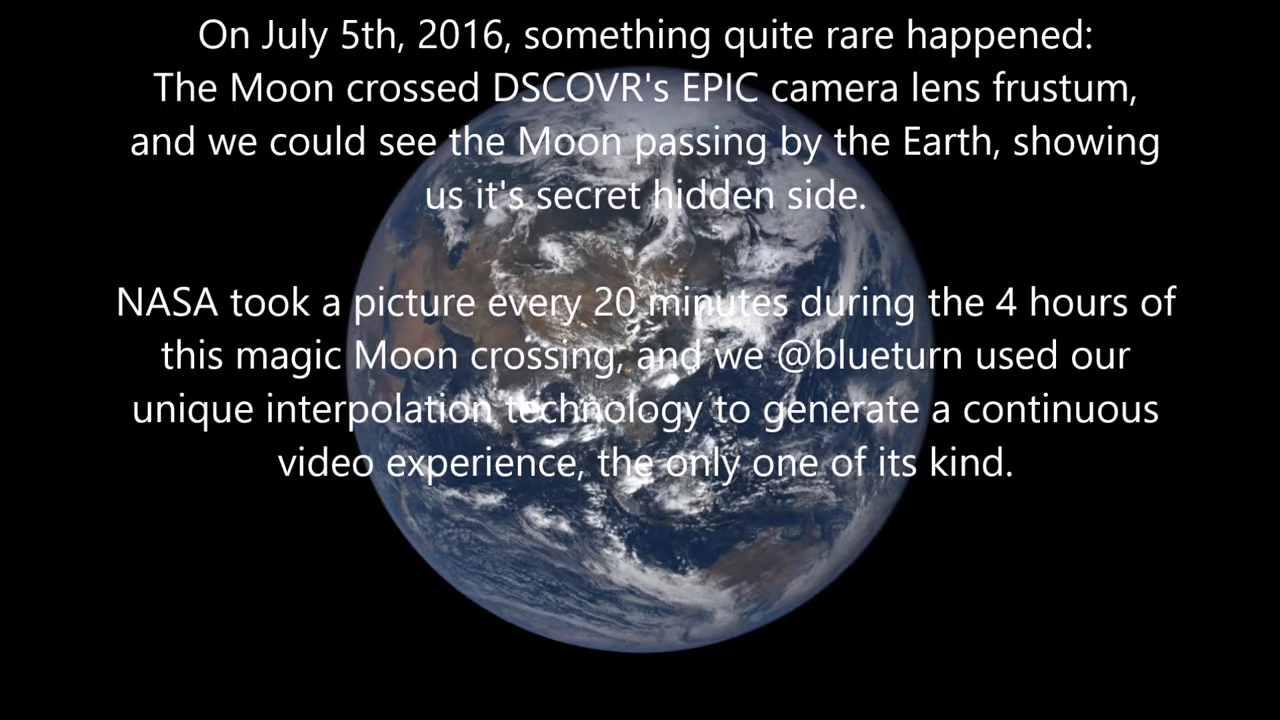 On July 5th, 2016, something quite rare happened:
The Moon crossed DSCOVR's EPIC camera lens frustum,
and we could see the Moon passing by the Earth, showing
us it's secret hidden side.
NASA took a picture every 20 minutes during the 4 hours of
this magic Moon crossing, and we @blueturn used our
unique interpolation technology to generate a continuous
video experience, the only one of its kind.